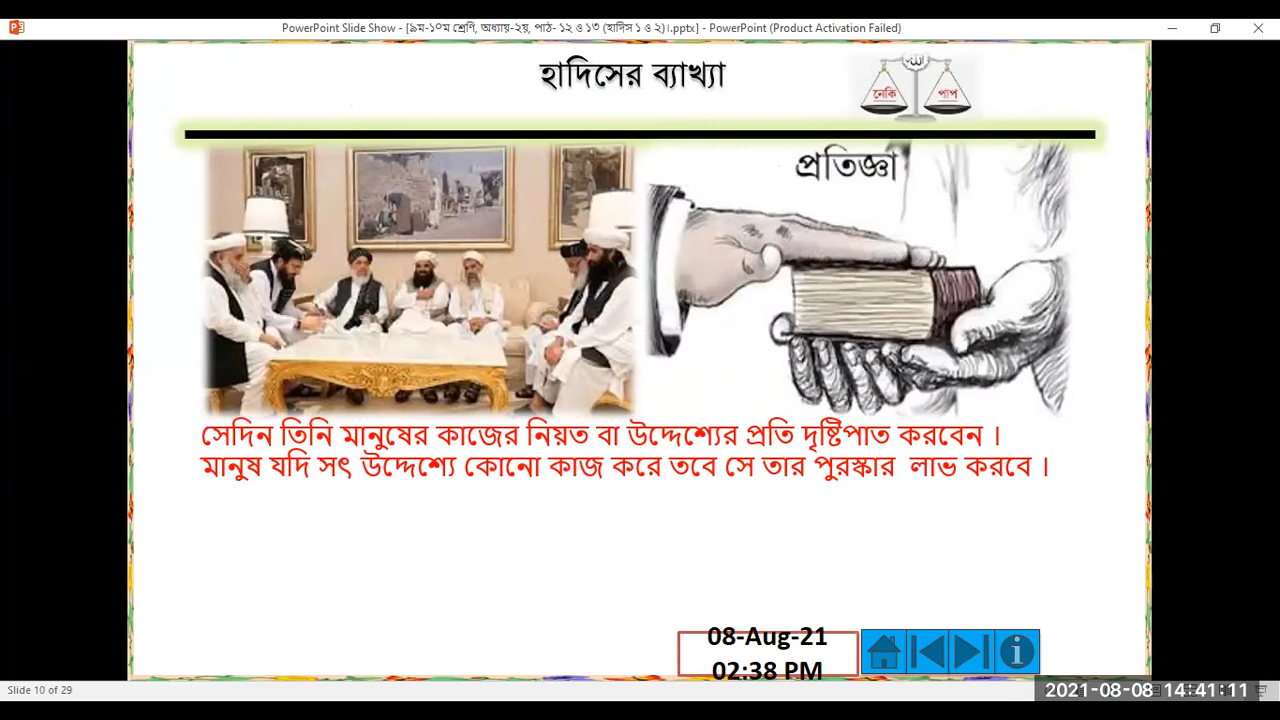 PowerPoint Slide Show - [৯ম-১০ম শ্রেণি, অধ্যায়-২য়, পাঠ- ১২ ও ১৩ (হাদিস ১ ও ২)।.pptx] - PowerPoint (Product Activation Failed)
হাদিসের ব্যাখ্যা
الله
নেকি
পাপ
প্রতিজ্ঞা
সেদিন তিনি মানুষের কাজের নিয়ত বা উদ্দেশ্যের প্রতি দৃষ্টিপাত করবেন ।
মানুষ যদি সৎ উদ্দেশ্যে কোনো কাজ করে তবে সে তার পুরস্কার লাভ করবে ।
08-Aug-21
02:38 PM
Slide 10 of 29
2021-08-08 14:41:11